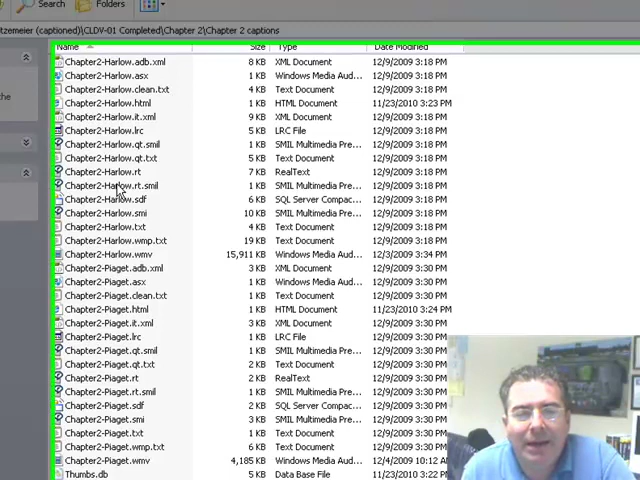 Search Folders
tzemeier (captioned)\CLDV-01 Completed\Chapter 2\Chapter 2 captions
Name Size Type Date Modified
Chapter2-Harlow.adb.xml 8 KB XML Document 12/9/2009 3:18 PM
Chapter2-Harlow.asx 1 KB Windows Media Aud... 12/9/2009 3:18 PM
Chapter2-Harlow.clean.txt 4 KB Text Document 12/9/2009 3:18 PM
Chapter2-Harlow.html 1 KB HTML Document 11/23/2010 3:23 PM
Chapter2-Harlow.it.xml 9 KB XML Document 12/9/2009 3:18 PM
Chapter2-Harlow.lrc 5 KB LRC File 12/9/2009 3:18 PM
Chapter2-Harlow.qt.smil 1 KB SMIL Multimedia Pre... 12/9/2009 3:18 PM
Chapter2-Harlow.qt.txt 5 KB Text Document 12/9/2009 3:18 PM
Chapter2-Harlow.rt 7 KB RealText 12/9/2009 3:18 PM
Chapter2-Harlow.rt.smil 1 KB SMIL Multimedia Pre... 12/9/2009 3:18 PM
Chapter2-Harlow.sdf 6 KB SQL Server Compac... 12/9/2009 3:18 PM
Chapter2-Harlow.smi 10 KB SMIL Multimedia Pre... 12/9/2009 3:18 PM
Chapter2-Harlow.txt 4 KB Text Document 12/9/2009 3:18 PM
Chapter2-Harlow.wmp.txt 19 KB Text Document 12/9/2009 3:18 PM
Chapter2-Harlow.wmv 15,911 KB Windows Media Aud... 12/3/2009 3:34 PM
Chapter2-Piaget.adb.xml 3 KB XML Document 12/9/2009 3:30 PM
Chapter2-Piaget.asx 1 KB Windows Media Aud... 12/9/2009 3:30 PM
Chapter2-Piaget.clean.txt 1 KB Text Document 12/9/2009 3:30 PM
Chapter2-Piaget.html 1 KB HTML Document 11/23/2010 3:24 PM
Chapter2-Piaget.it.xml 3 KB XML Document 12/9/2009 3:30 PM
Chapter2-Piaget.lrc 1 KB LRC File 12/9/2009 3:30 PM
Chapter2-Piaget.qt.smil 1 KB SMIL Multimedia Pre... 12/9/2009 3:30 PM
the
Chapter2-Piaget.qt.txt 2 KB Text Document 12/9/2009 3:30 PM
Chapter2-Piaget.rt 2 KB RealText 12/9/2009 3:30 PM
Chapter2-Piaget.rt.smil 1 KB SMIL Multimedia Pre... 12/9/2009 3:30 PM
Chapter2-Piaget.sdf 2 KB SQL Server Compac... 12/9/2009 3:30 PM
Chapter2-Piaget.smi 3 KB SMIL Multimedia Pre... 12/9/2009 3:30 PM
Chapter2-Piaget.txt 1 KB Text Document 12/9/2009 3:30 PM
Chapter2-Piaget.wmp.txt 6 KB Text Document 12/9/2009 3:30 PM
Chapter2-Piaget.wmv 4,185 KB Windows Media Aud... 12/4/2009 10:12 A
Thumbs.db 5 KB Data Base File 11/23/2010 3:22 P